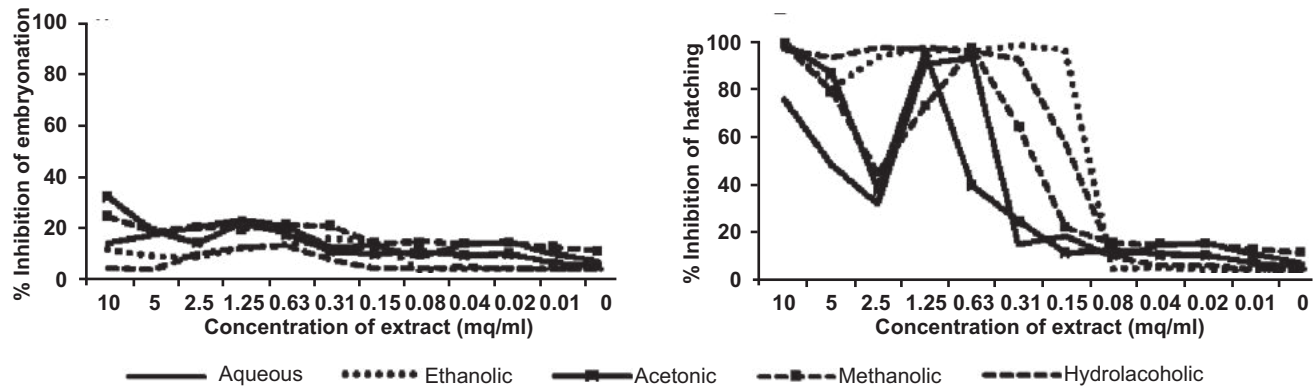 100
80
60
40
20
0
% Inhibition of embryonation
10 5 2.5 1.25 0.63 0.31 0.15 0.08 0.04 0.02 0.01 0
Concentration of extract (mq/ml)
100
80
60
40
20
0
% Inhibition of hatching
10 5 2.5 1.25 0.63 0.31 0.15 0.08 0.04 0.02 0.01 0
Concentration of extract (mq/ml)
Aqueous Ethanolic Acetonic Methanolic Hydrolacoholic